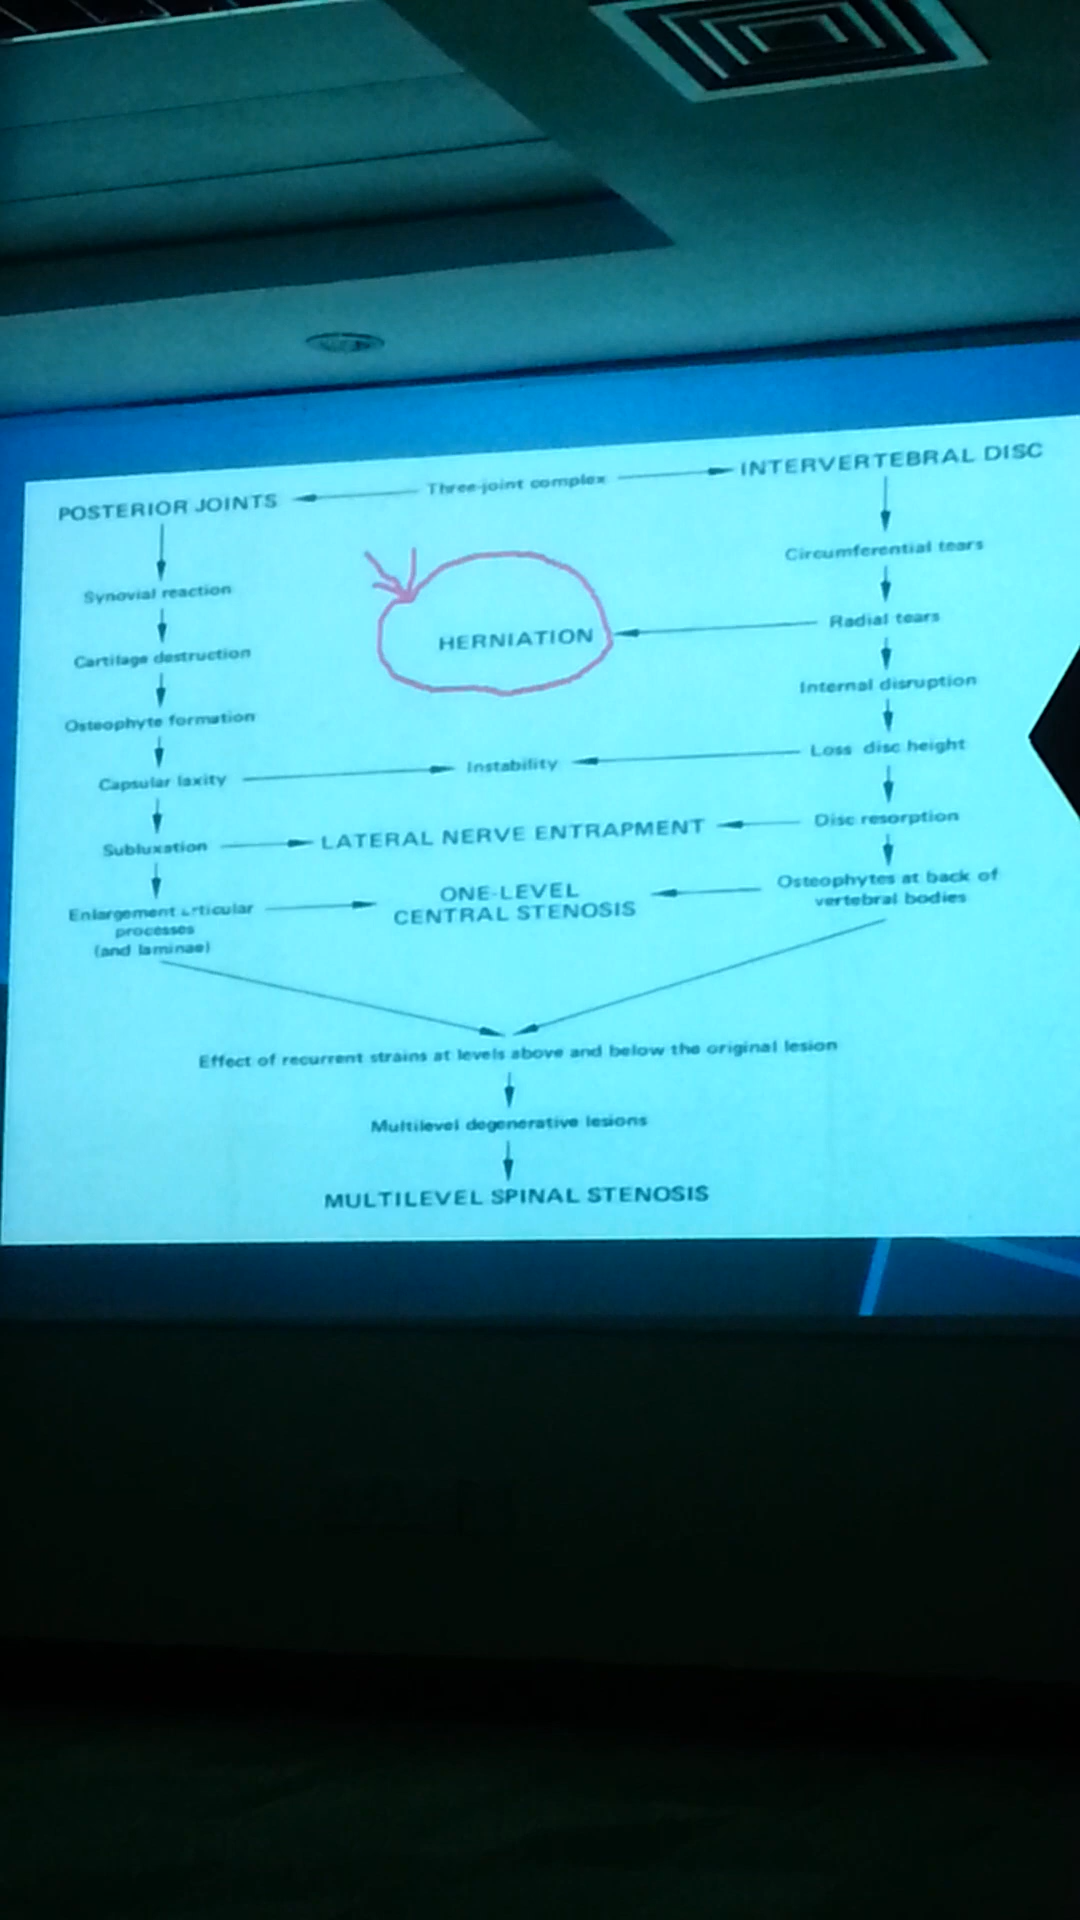 POSTERIOR JOINTS
Three-joint complex
INTERVERTEBRAL DISC
Circumferential tears
Synovial reaction
Radial tears
HERNIATION
Cartilage destruction
Internal disruption
Osteophyte formation
Loss disc height
Instability
Capsular laxity
Disc resorption
LATERAL NERVE ENTRAPMENT
Subluxation
Osteophytes at back of
vertebral bodies
ONE-LEVEL
CENTRAL STENOSIS
Enlargement articular
processes
(and laminae)
Effect of recurrent strains at levels above and below the original lesion
Multilevel degenerative lesions
MULTILEVEL SPINAL STENOSIS